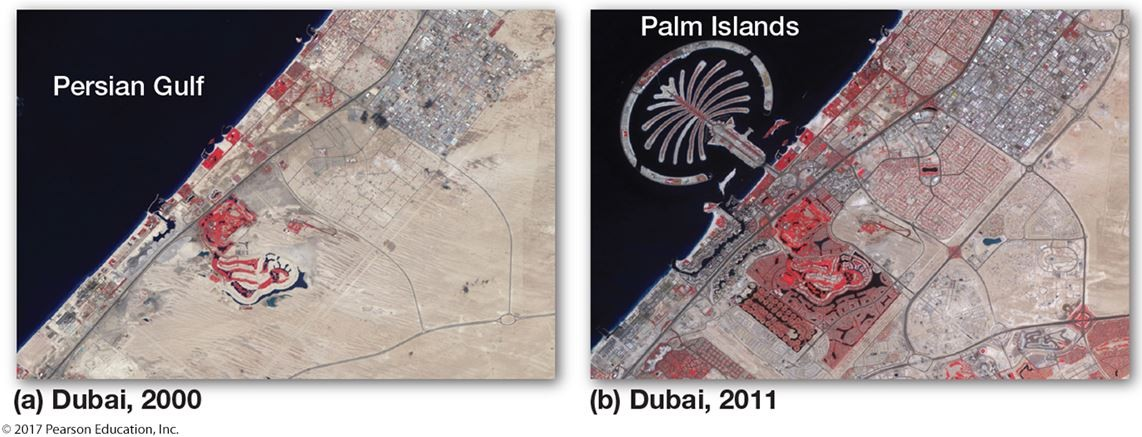 Persian Gulf
Palm Islands
(a) Dubai, 2000
(b) Dubai, 2011
© 2017 Pearson Education, Inc.